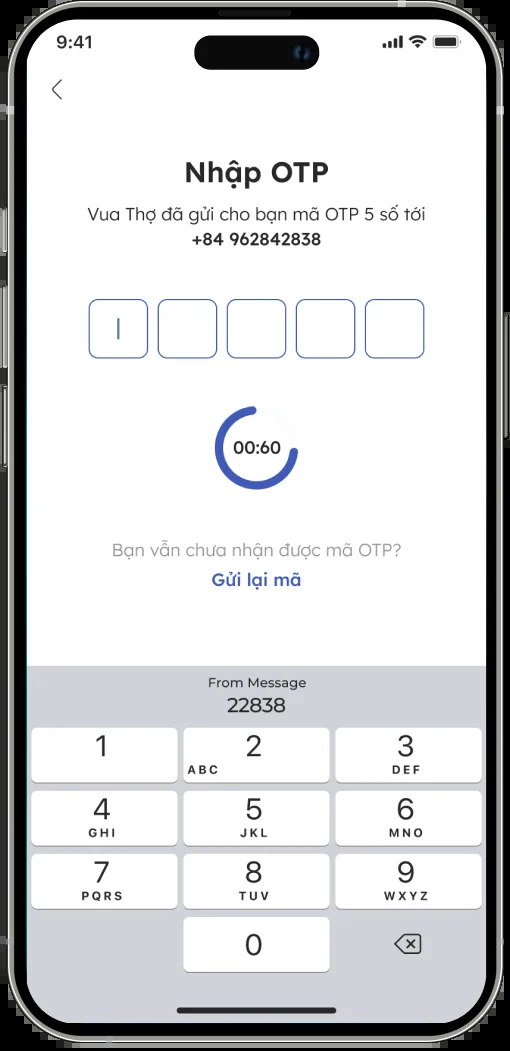 9:41
Nhập OTP
Vua Thợ đã gửi cho bạn mã OTP 5 số tới
+84 962842838
00:60
Bạn vẫn chưa nhận được mã OTP?
Gửi lại mã
From Message
22838
1 2 3
ABC DEF
4 5 6
GHI JKL MNO
7 8 9
PQRS TUV WXYZ
0